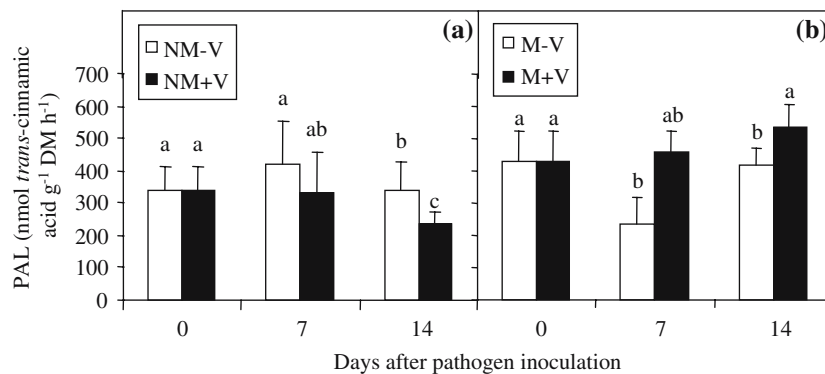 (a)
(b)
NM-V
NM+V
M-V
M+V
PAL (nmol trans-cinnamic
acid g-1 DM h-1)
700
600
500
400
300
200
100
0
a a a ab b c
a a b ab b a
0 7 14 0 7 14
Days after pathogen inoculation